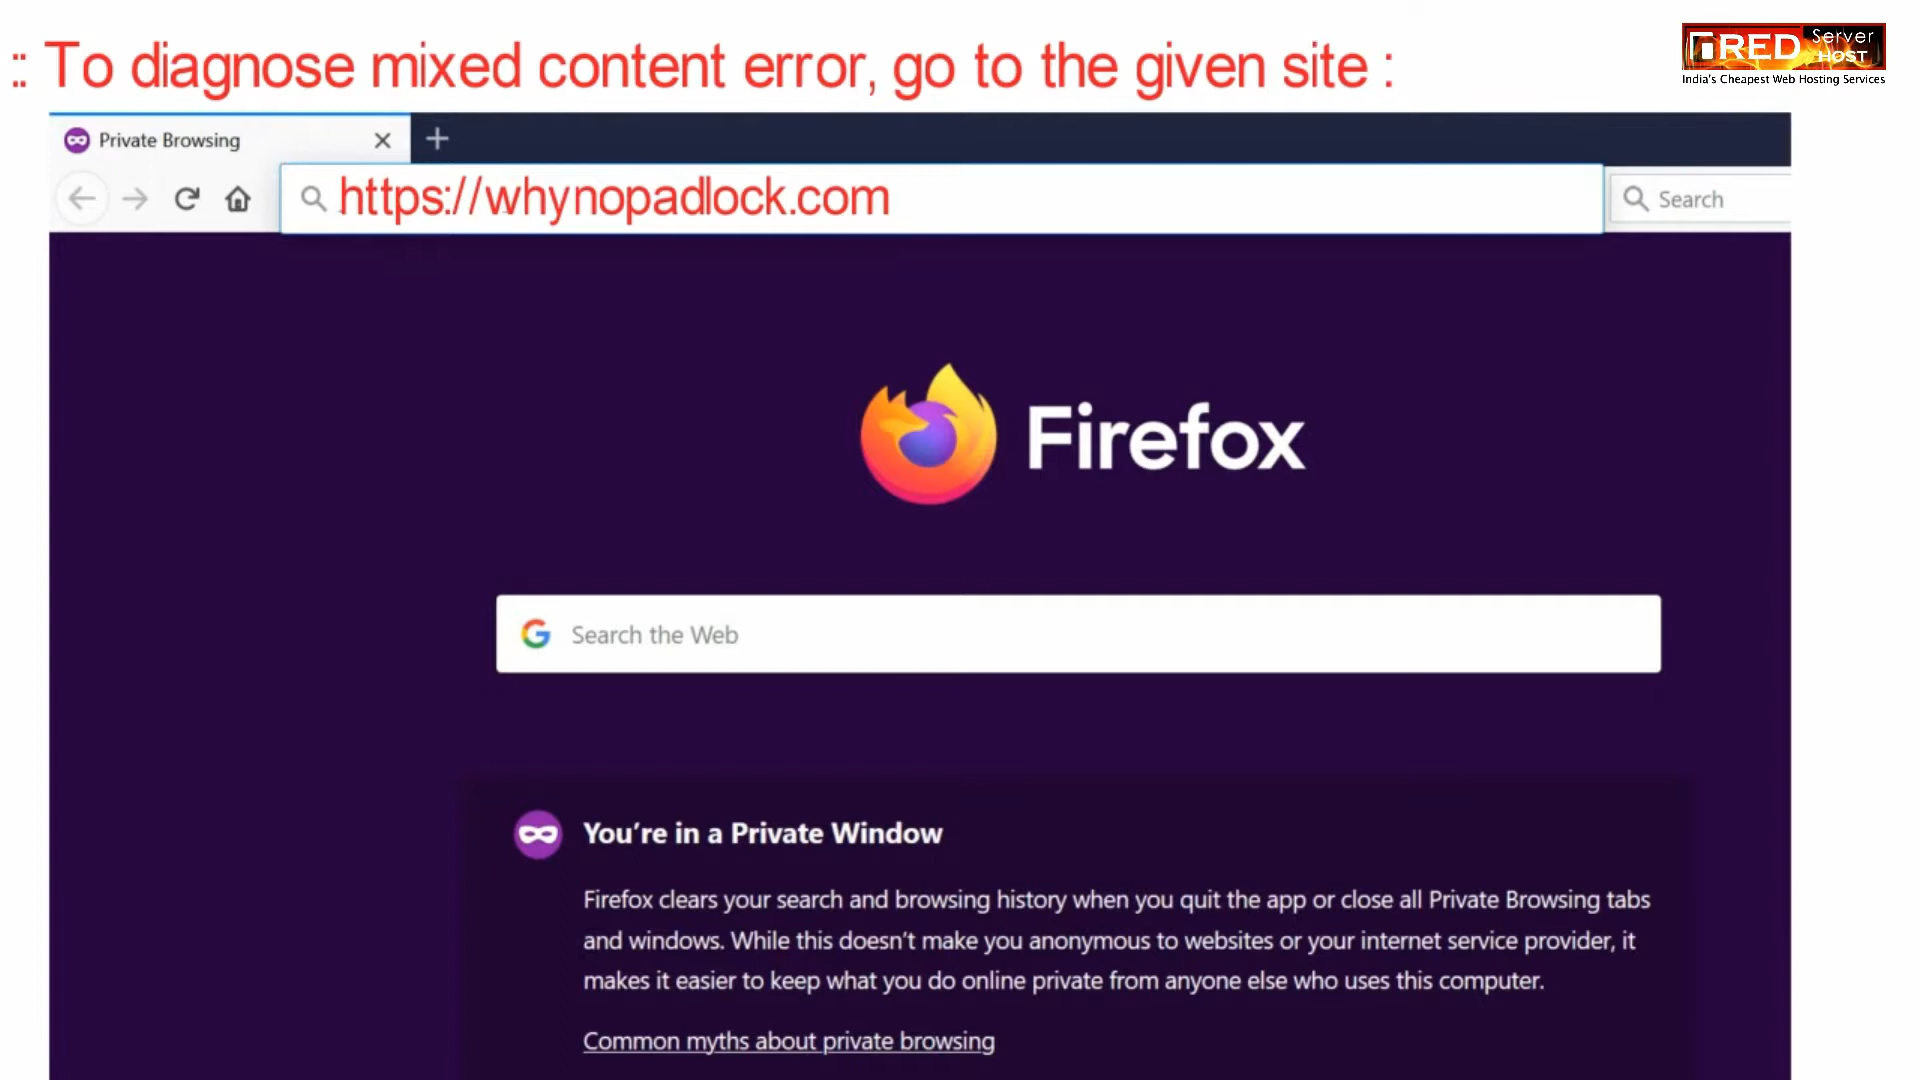 :: To diagnose mixed content error, go to the given site :
RED Server
HOST
India's Cheapest Web Hosting Services
Private Browsing
https://whynopadlock.com
Search
Firefox
Search the Web
You're in a Private Window
Firefox clears your search and browsing history when you quit the app or close all Private Browsing tabs
and windows. While this doesn't make you anonymous to websites or your internet service provider, it
makes it easier to keep what you do online private from anyone else who uses this computer.
Common myths about private browsing